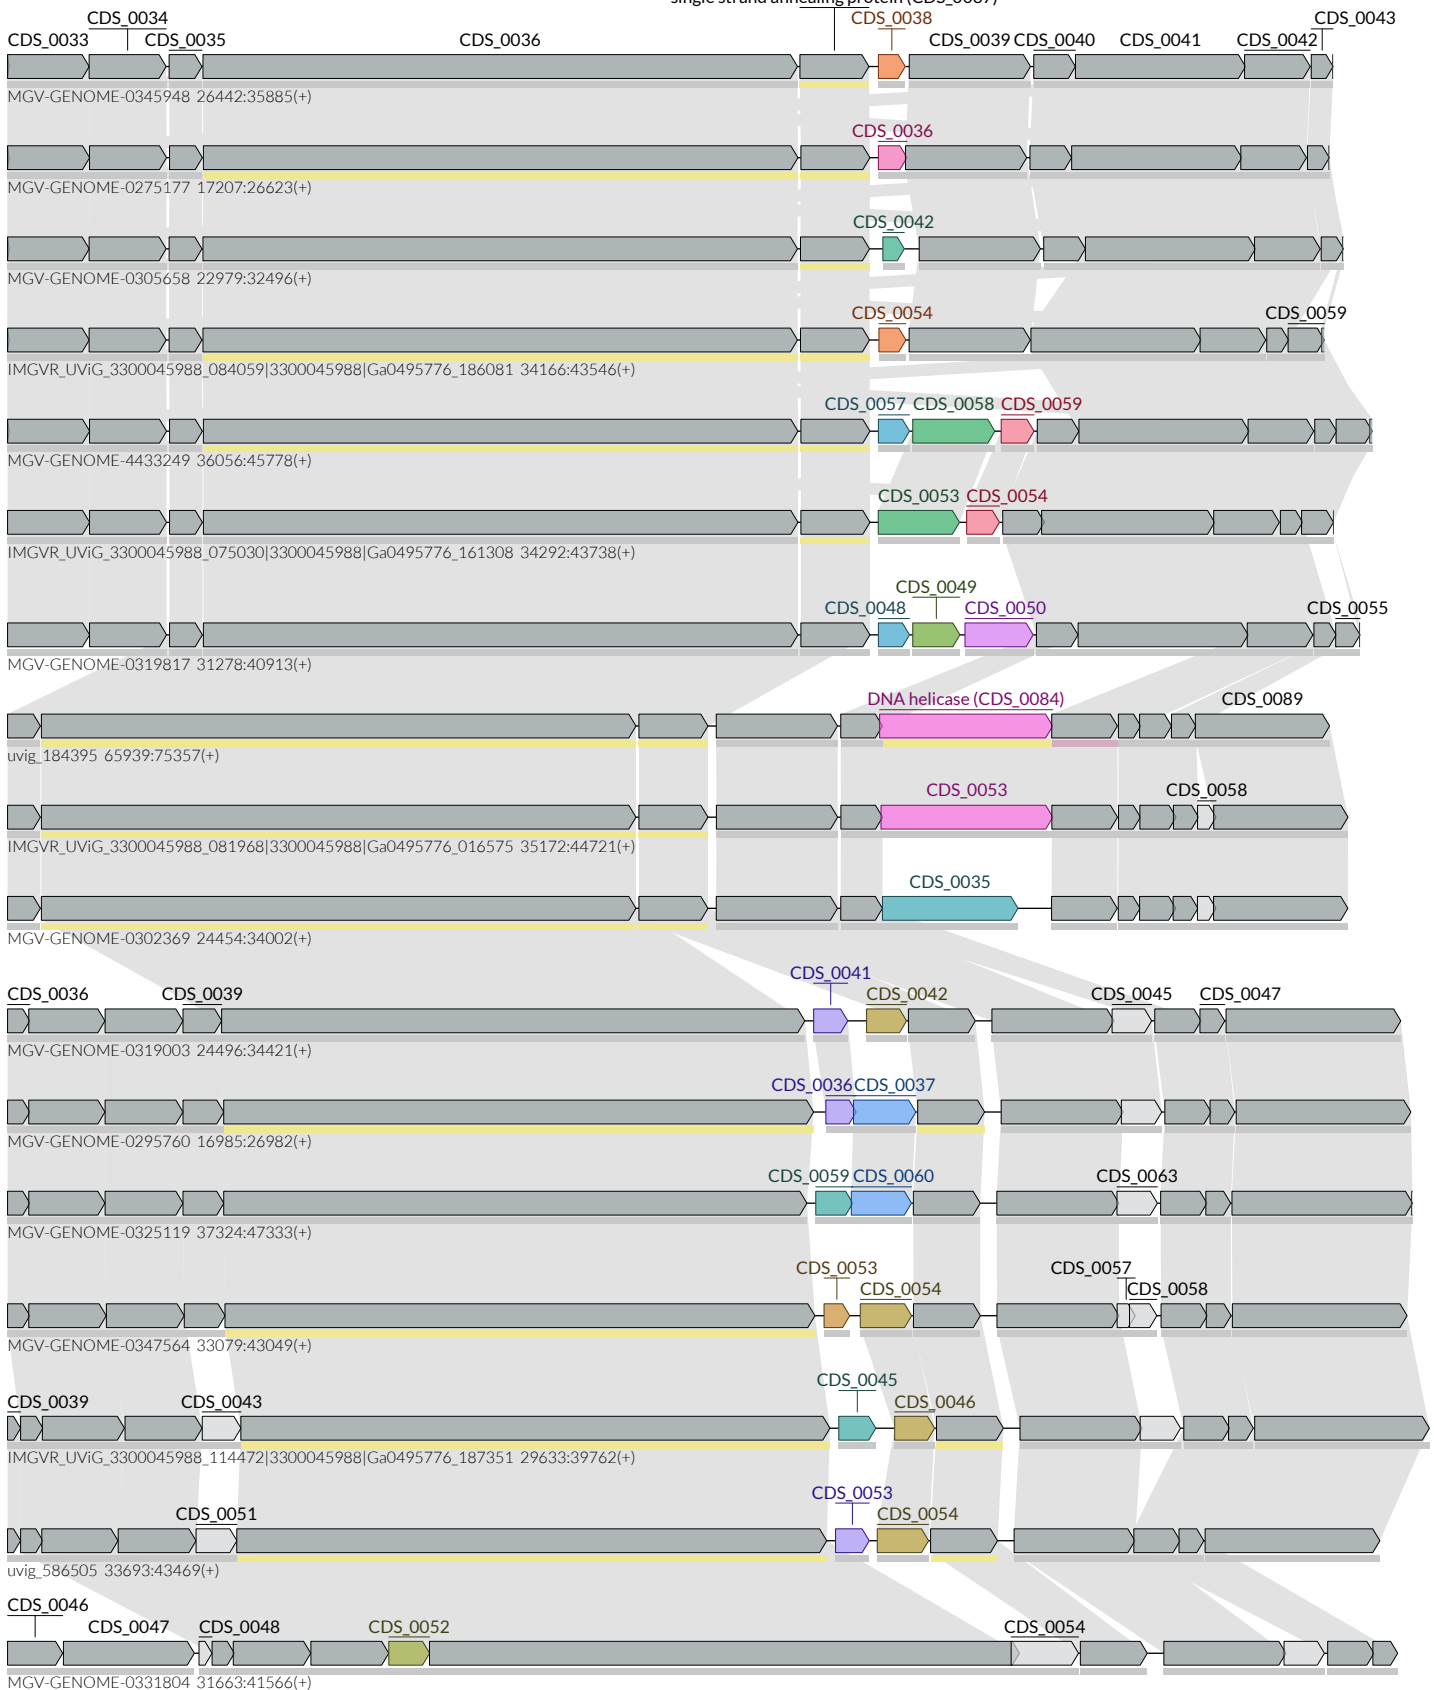 single strand annealing protein (CDS_0037)
CDS_0034 CDS_0038 CDS_0043
CDS_0033 CDS_0035 CDS_0036 CDS_0039 CDS_0040 CDS_0041 CDS_0042
MGV-GENOME-0345948 26442:35885(+)
CDS_0036
MGV-GENOME-0275177 17207:26623(+)
CDS_0042
MGV-GENOME-0305658 22979:32496(+)
CDS_0054 CDS_0059
IMGVR_UViG_3300045988_084059|3300045988|Ga0495776_186081 34166:43546(+)
CDS_0057 CDS_0058 CDS_0059
MGV-GENOME-4433249 36056:45778(+)
CDS_0053 CDS_0054
IMGVR_UViG_3300045988_075030|3300045988|Ga0495776_161308 34292:43738(+)
CDS_0049
CDS_0048 CDS_0050 CDS_0055
MGV-GENOME-0319817 31278:40913(+)
DNA helicase (CDS_0084) CDS_0089
uvig_184395 65939:75357(+)
CDS_0053 CDS_0058
IMGVR_UViG_3300045988_081968|3300045988|Ga0495776_016575 35172:44721(+)
CDS_0035
MGV-GENOME-0302369 24454:34002(+)
CDS_0041
CDS_0036 CDS_0039 CDS_0042 CDS_0045 CDS_0047
MGV-GENOME-0319003 24496:34421(+)
CDS_0036 CDS_0037
MGV-GENOME-0295760 16985:26982(+)
CDS_0059 CDS_0060 CDS_0063
MGV-GENOME-0325119 37324:47333(+)
CDS_0053 CDS_0057
CDS_0054 CDS_0058
MGV-GENOME-0347564 33079:43049(+)
CDS_0045
CDS_0039 CDS_0043 CDS_0046
IMGVR_UViG_3300045988_114472|3300045988|Ga0495776_187351 29633:39762(+)
CDS_0053
CDS_0051 CDS_0054
uvig_586505 33693:43469(+)
CDS_0046
CDS_0047 CDS_0048 CDS_0052 CDS_0054
MGV-GENOME-0331804 31663:41566(+)